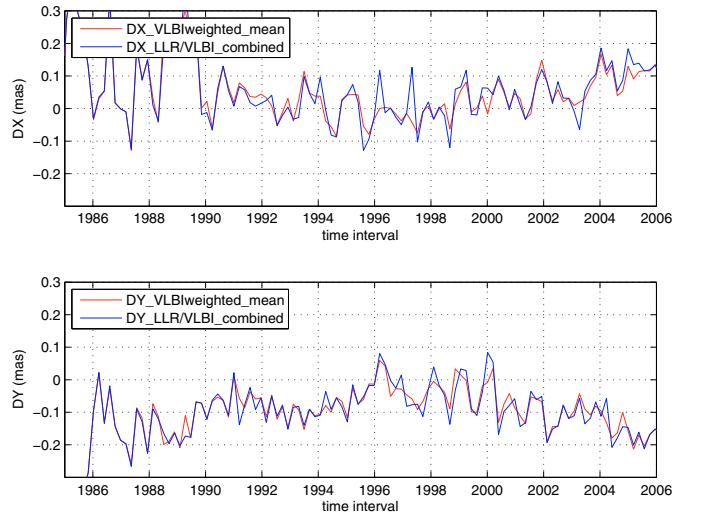 0.3
0.2
0.1
0
−0.1
−0.2
DX (mas)
DX_VLBIweighted_mean
DX_LLR/VLBI_combined
1986 1988 1990 1992 1994 1996 1998 2000 2002 2004 2006
time interval
0.3
0.2
0.1
0
−0.1
−0.2
DY (mas)
DY_VLBIweighted_mean
DY_LLR/VLBI_combined
1986 1988 1990 1992 1994 1996 1998 2000 2002 2004 2006
time interval